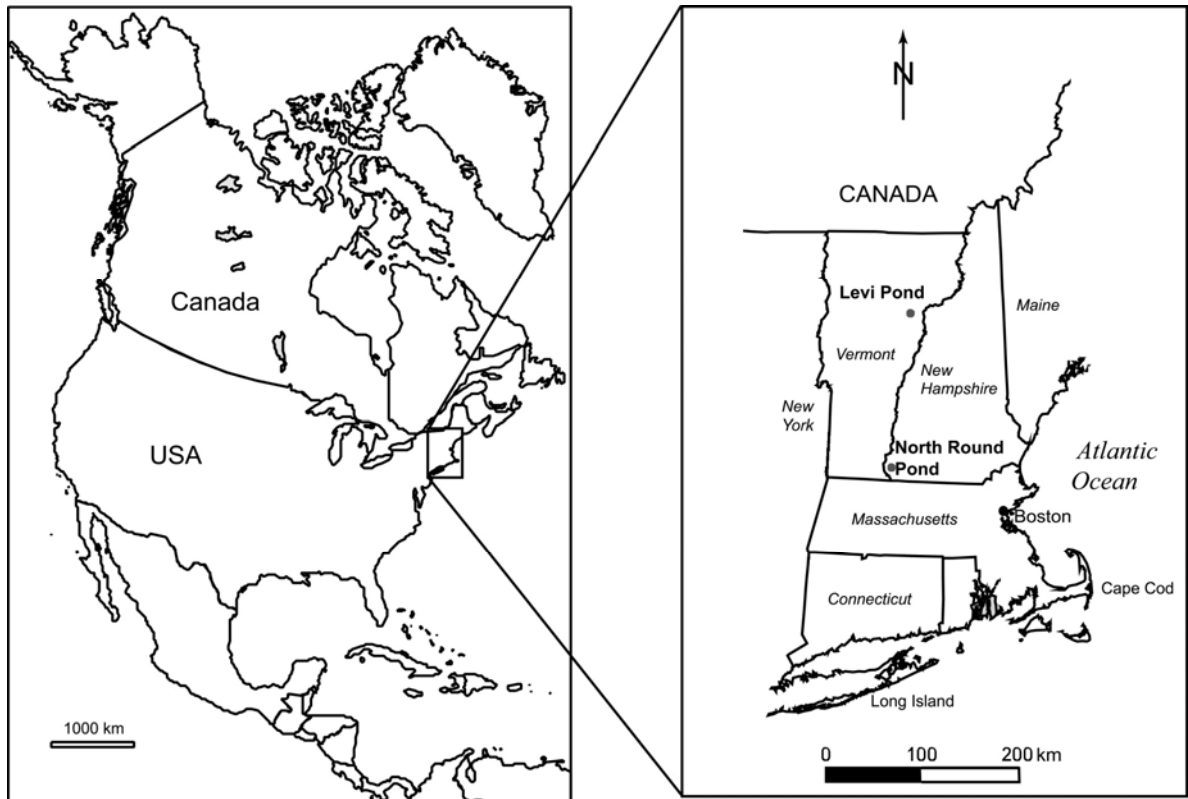 Canada
USA
1000 km
N
CANADA
Levi Pond
Maine
Vermont
New
Hampshire
New
York
North Round
Pond
Atlantic
Ocean
Massachusetts
Boston
Connecticut
Cape Cod
Long Island
0 100 200 km